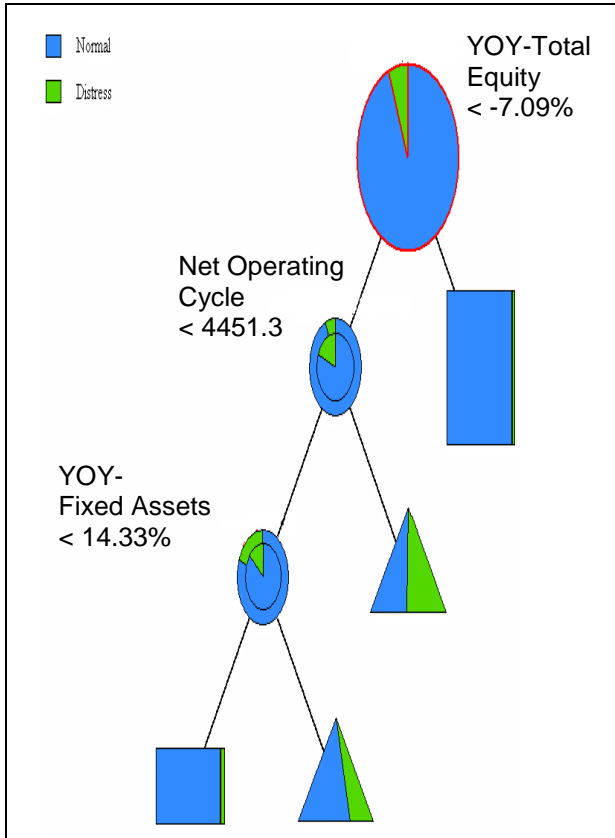 Normal
Distress
YOY-Total
Equity
< -7.09%
Net Operating
Cycle
< 4451.3
YOY-
Fixed Assets
< 14.33%